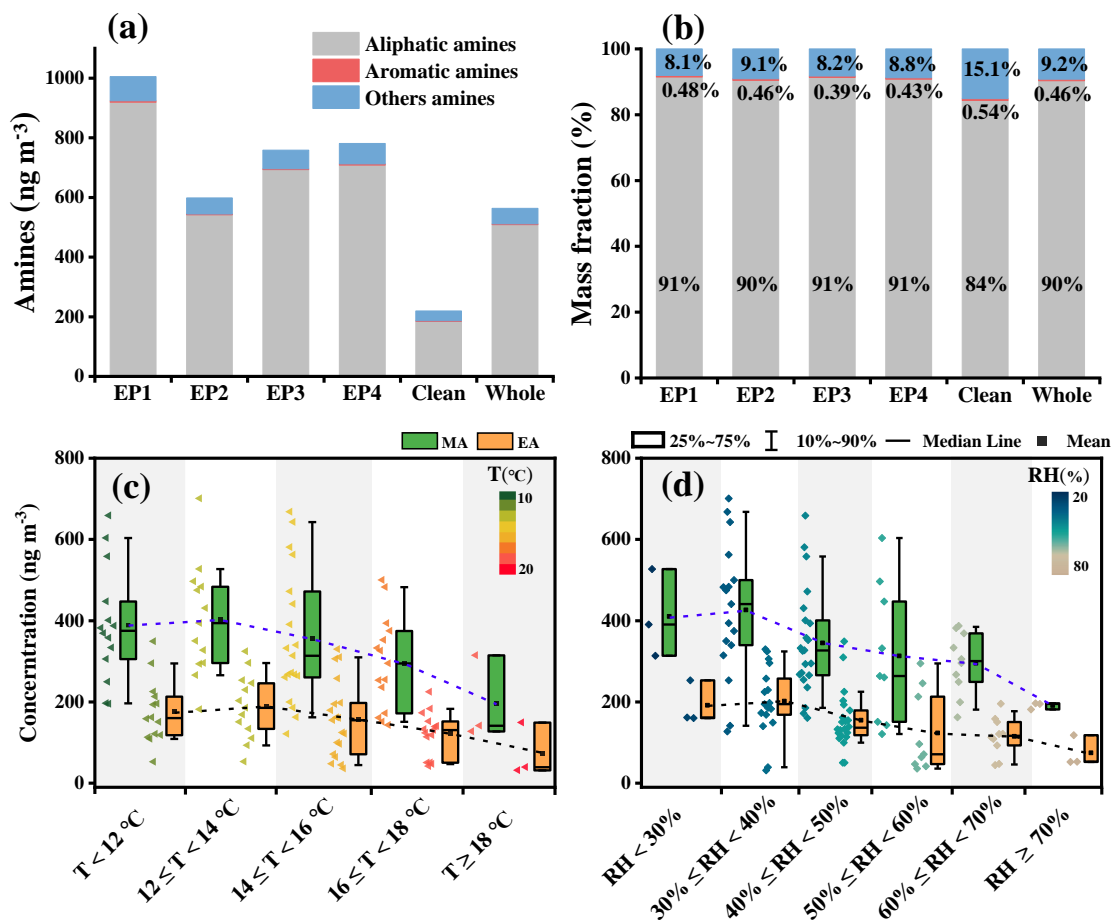 (a)
Aliphatic amines
Aromatic amines
Others amines
Amines (ng m-3)
1000
800
600
400
200
0
EP1 EP2 EP3 EP4 Clean Whole
(b)
Mass fraction (%)
100
80
60
40
20
0
8.1% 9.1% 8.2% 8.8% 15.1% 9.2%
0.48% 0.46% 0.39% 0.43% 0.54% 0.46%
91% 90% 91% 91% 84% 90%
EP1 EP2 EP3 EP4 Clean Whole
MA EA
25%~75% 10%~90% Median Line Mean
(c)
T(℃)
10
20
Concerntration (ng m-3)
800
600
400
200
0
T < 12 ℃
12 ≤ T < 14 ℃
14 ≤ T < 16 ℃
16 ≤ T < 18 ℃
T ≥ 18 ℃
(d)
RH(%)
20
80
800
600
400
200
0
RH < 30%
30% ≤ RH < 40%
40% ≤ RH < 50%
50% ≤ RH < 60%
60% ≤ RH < 70%
RH ≥ 70%